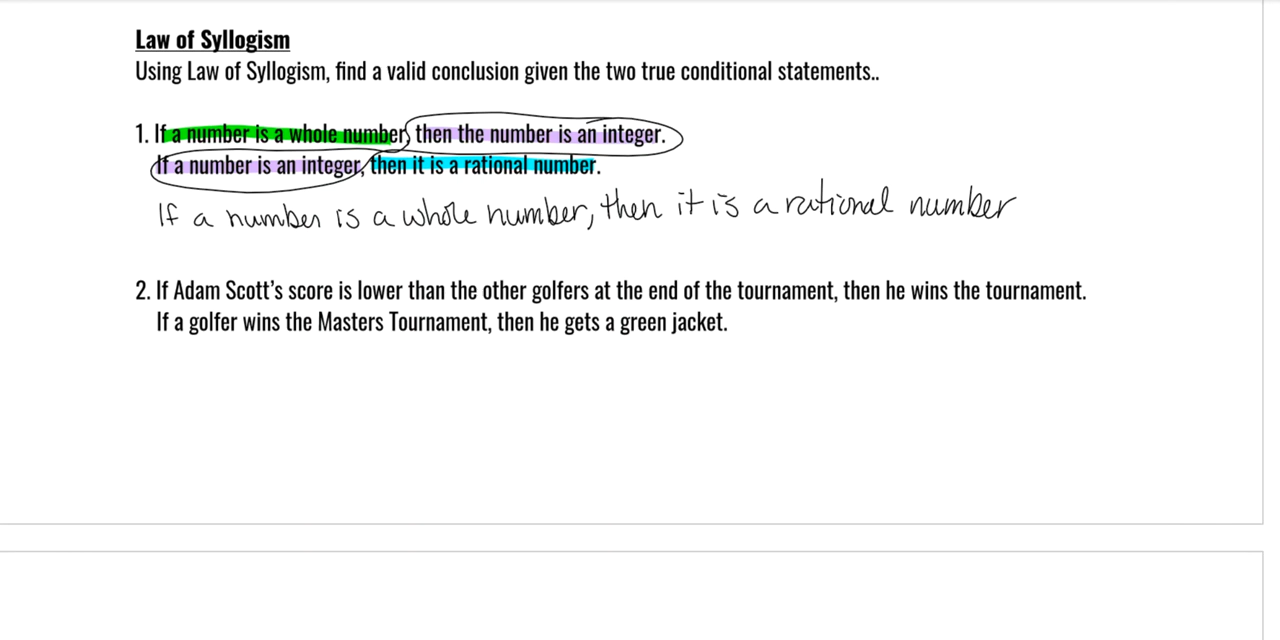 Law of Syllogism
Using Law of Syllogism, find a valid conclusion given the two true conditional statements..
1. If a number is a whole number, then the number is an integer.
If a number is an integer, then it is a rational number.
If a number is a whole number, then it is a rational number
2. If Adam Scott's score is lower than the other golfers at the end of the tournament, then he wins the tournament.
If a golfer wins the Masters Tournament, then he gets a green jacket.